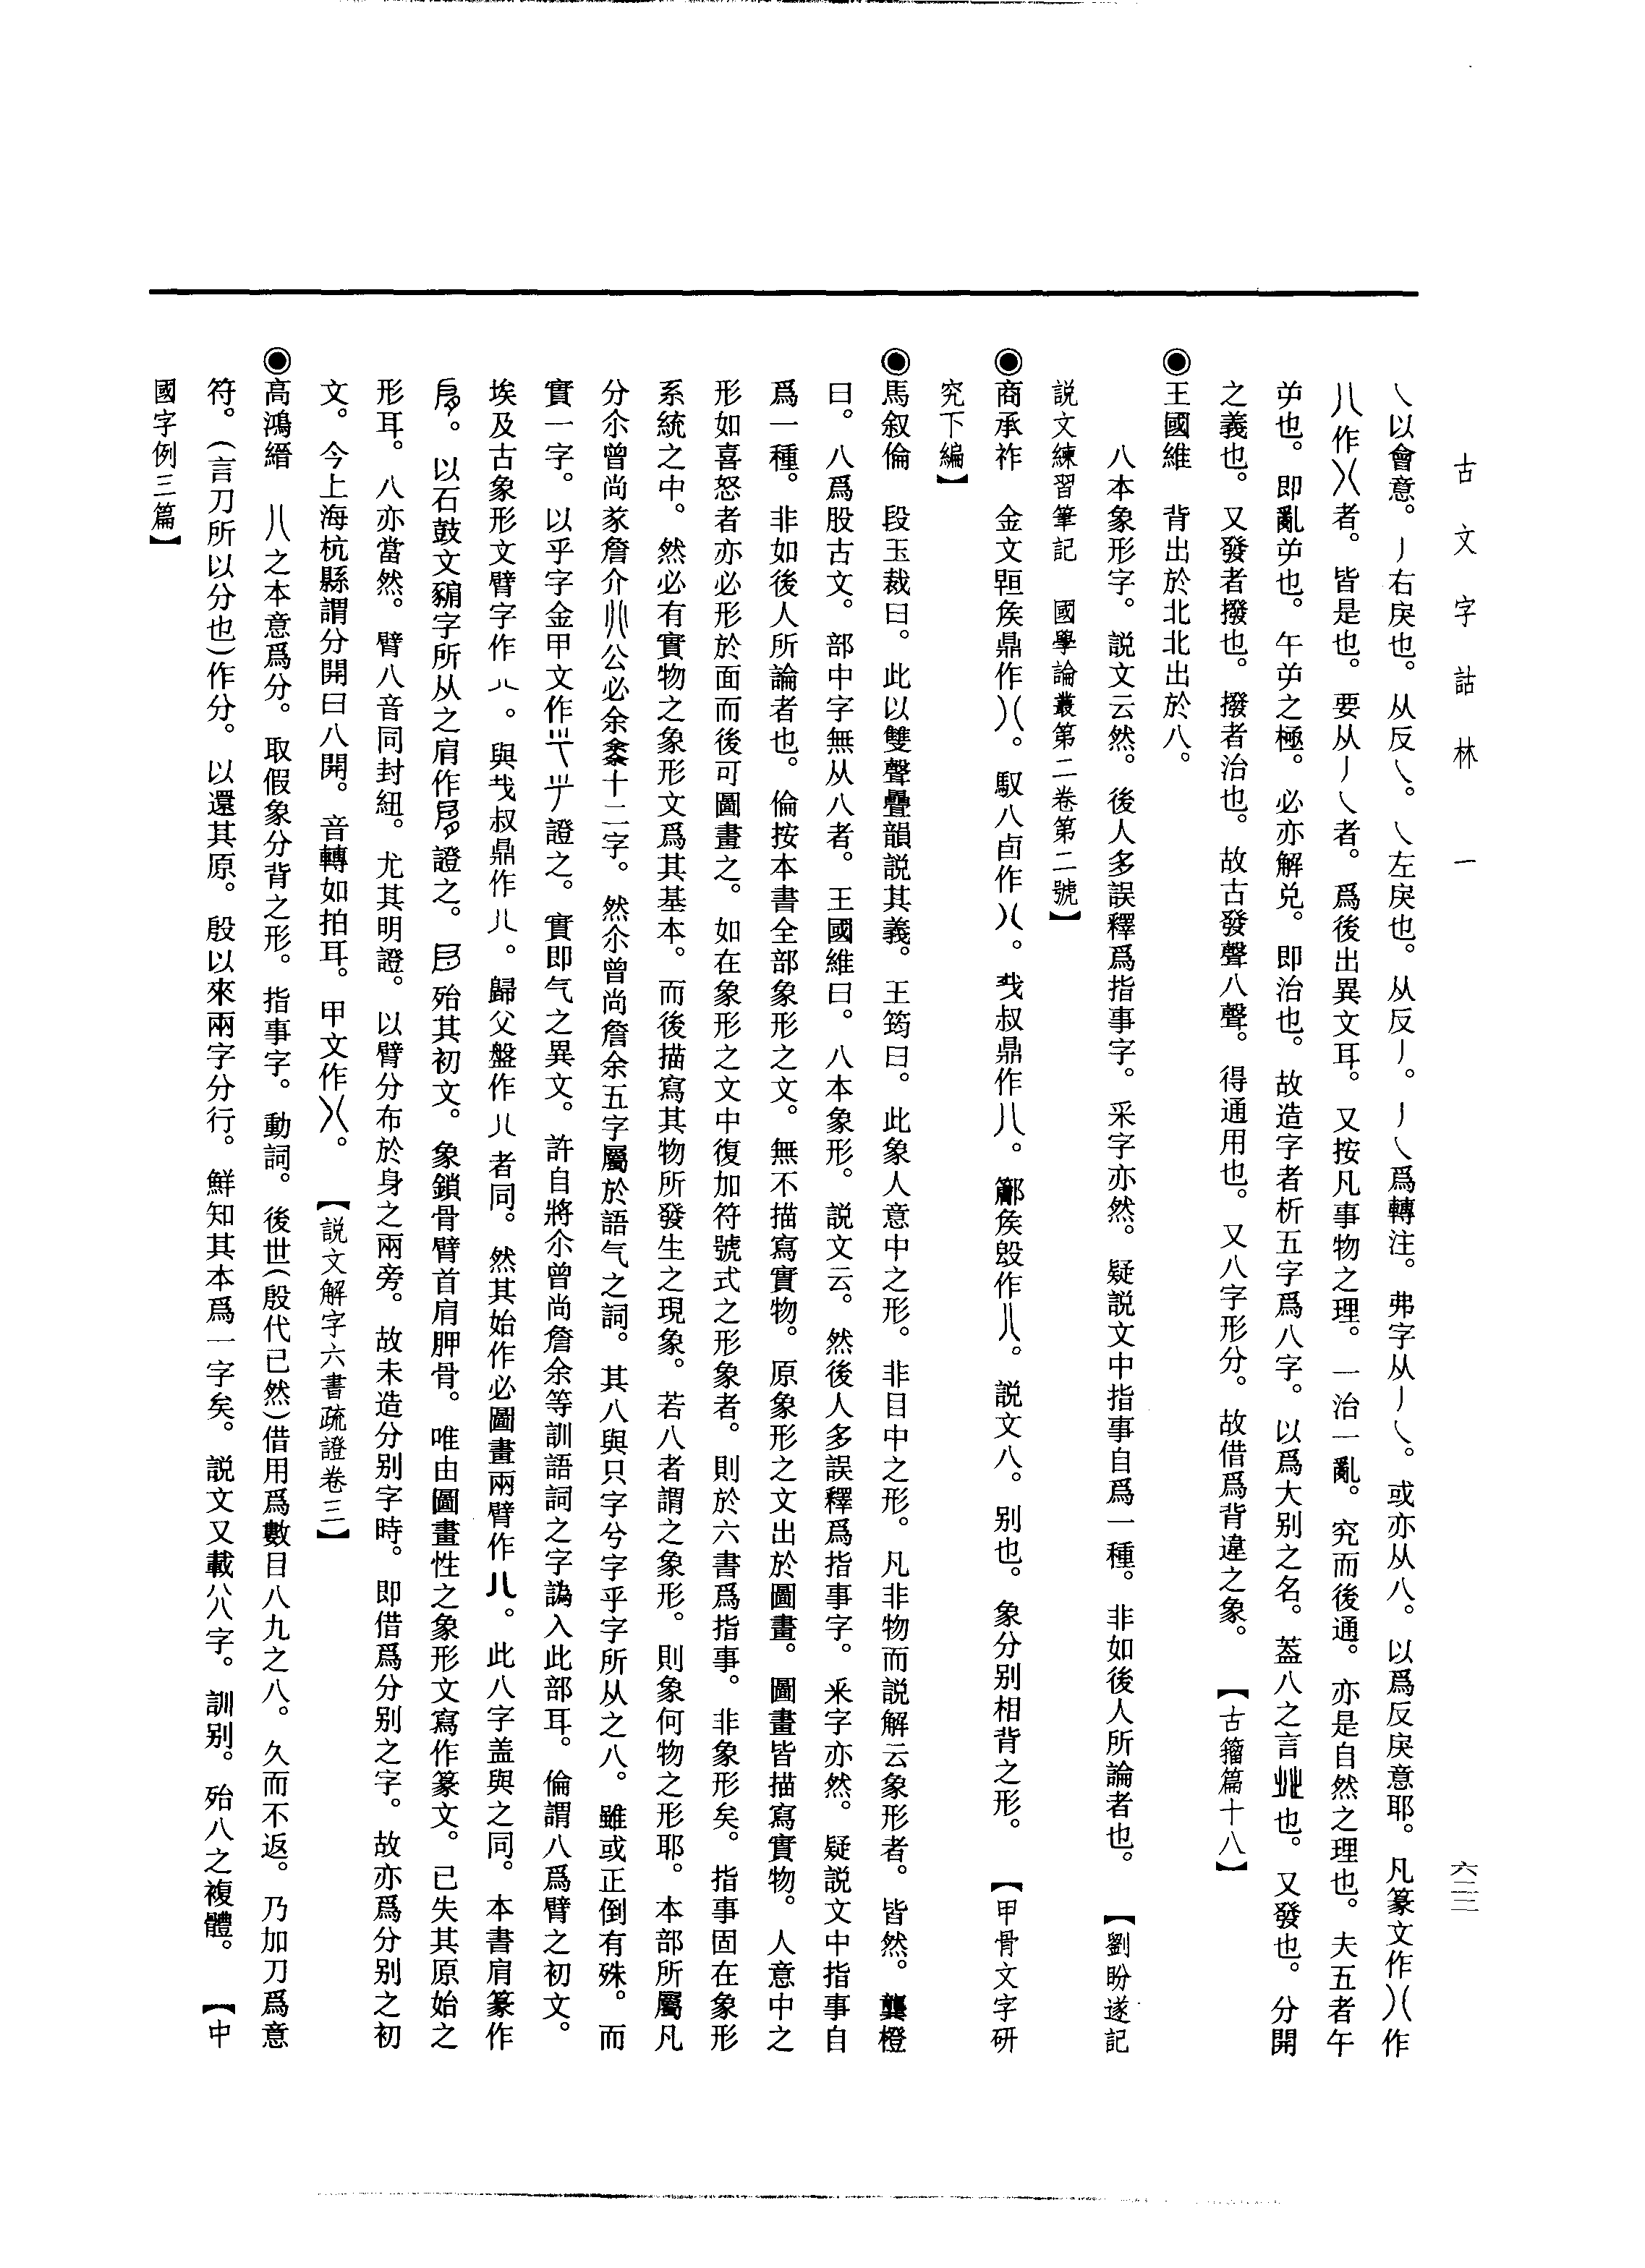 古文字詁林 一
六三二
㇏以會意。丿右戾也。从反㇏。㇏左戾也。从反丿。丿㇏爲轉注。弗字从丿㇏。或亦从八。以爲反戾意耶。凡篆文作作
作者。皆是也。要从丿㇏者。爲後出異文耳。又按凡事物之理。一治一亂。究而後通。亦是自然之理也。夫五者午
屰也。即亂屰也。午屰之極。必亦解兑。即治也。故造字者析五字爲八字。以爲大别之名。葢八之言也。又發也。分開
之義也。又發者撥也。撥者治也。故古發聲八聲。得通用也。又八字形分。故借爲背違之象。【古籀篇十八】
◉王國維　背出於北北出於八。
八本象形字。説文云然。後人多誤釋爲指事字。釆字亦然。疑説文中指事自爲一種。非如後人所論者也。【劉盼遂記
説文練習筆記　國學論叢第二卷第二號】
◉商承祚　金文矦鼎作。馭八卣作。叔鼎作。矦𣪘作。説文八。别也。象分别相背之形。【甲骨文字研
究下編】
◉馬叙倫　段玉裁曰。此以雙聲疊韻説其義。王筠曰。此象人意中之形。非目中之形。凡非物而説解云象形者。皆然。龔橙
曰。八爲股古文。部中字無从八者。王國維曰。八本象形。説文云。然後人多誤釋爲指事字。釆字亦然。疑説文中指事自
爲一種。非如後人所論者也。倫按本書全部象形之文。無不描寫實物。原象形之文出於圖畫。圖畫皆描寫實物。人意中之
形如喜怒者亦必形於面而後可圖畫之。如在象形之文中復加符號式之形象者。則於六書爲指事。非象形矣。指事固在象形
系統之中。然必有實物之象形文爲其基本。而後描寫其物所發生之現象。若八者謂之象形。則象何物之形耶。本部所屬凡
分尒曾尚㒸詹介公必余十二字。然尒曾尚詹余五字屬於語气之詞。其八與只字兮字乎字所从之八。雖或正倒有殊。而
實一字。以乎字金甲文作證之。實即气之異文。許自將尒曾尚詹余等訓語詞之字譌入此部耳。倫謂八爲臂之初文。
埃及古象形文臂字作。與叔鼎作。歸父盤作者同。然其始作必圖畫兩臂作。此八字盖與之同。本書肩篆作
。以石鼓文字所从之肩作證之。殆其初文。象鎖骨臂首肩胛骨。唯由圖畫性之象形文寫作篆文。已失其原始之
形耳。八亦當然。臂八音同封紐。尤其明證。以臂分布於身之兩旁。故未造分别字時。即借爲分别之字。故亦爲分别之初
文。今上海杭縣謂分開曰八開。音轉如拍耳。甲文作。【説文解字六書疏證卷三】
◉高鴻縉　之本意爲分。取假象分背之形。指事字。動詞。後世（殷代已然）借用爲數目八九之八。久而不返。乃加刀爲意
符。（言刀所以分也）作分。以還其原。殷以來兩字分行。鮮知其本爲一字矣。説文又載㕣字。訓别。殆八之複體。【中
國字例三篇】